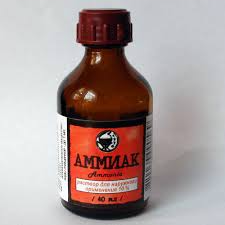 АММИАК
Ammonia
раствор для наружного
применения 10%
/ 40 мл /